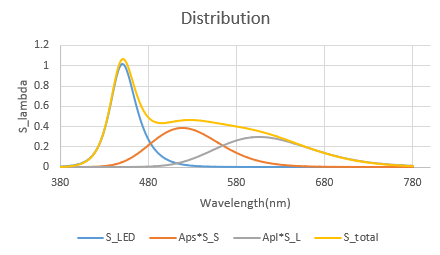 Distribution
S_lambda
1.2
1
0.8
0.6
0.4
0.2
0
380 480 580 680 780
Wavelength(nm)
S_LED Aps*S_S Apl*S_L S_total